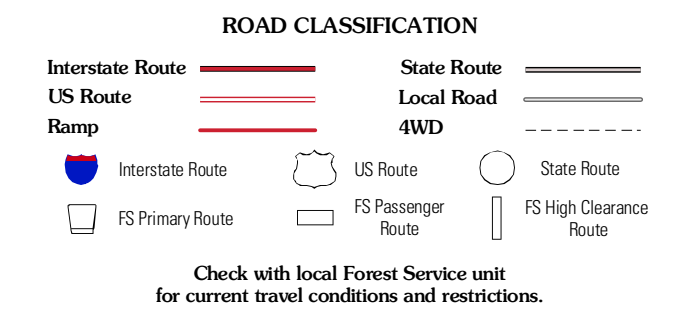 ROAD CLASSIFICATION
Interstate Route
State Route
US Route
Local Road
Ramp
4WD
Interstate Route
US Route
State Route
FS Primary Route
FS Passenger
Route
FS High Clearance
Route
Check with local Forest Service unit
for current travel conditions and restrictions.